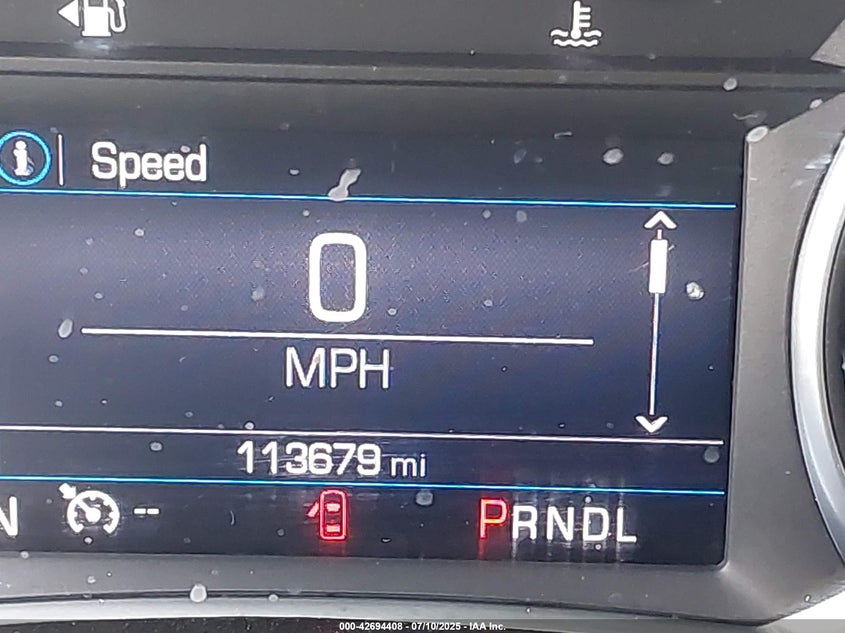 Speed
0
MPH
113679 mi
N -- PRNDL
000-42694408 - 07/10/2025 - IAA Inc.